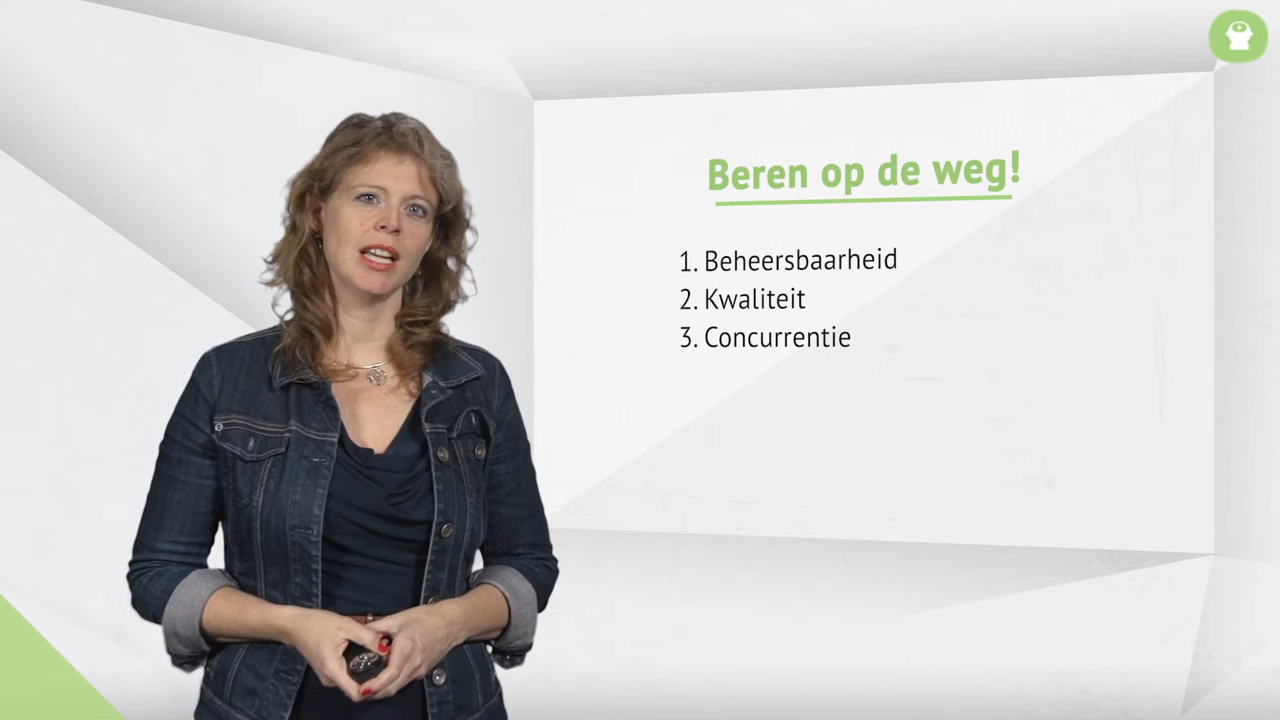 Beren op de weg!
1. Beheersbaarheid
2. Kwaliteit
3. Concurrentie